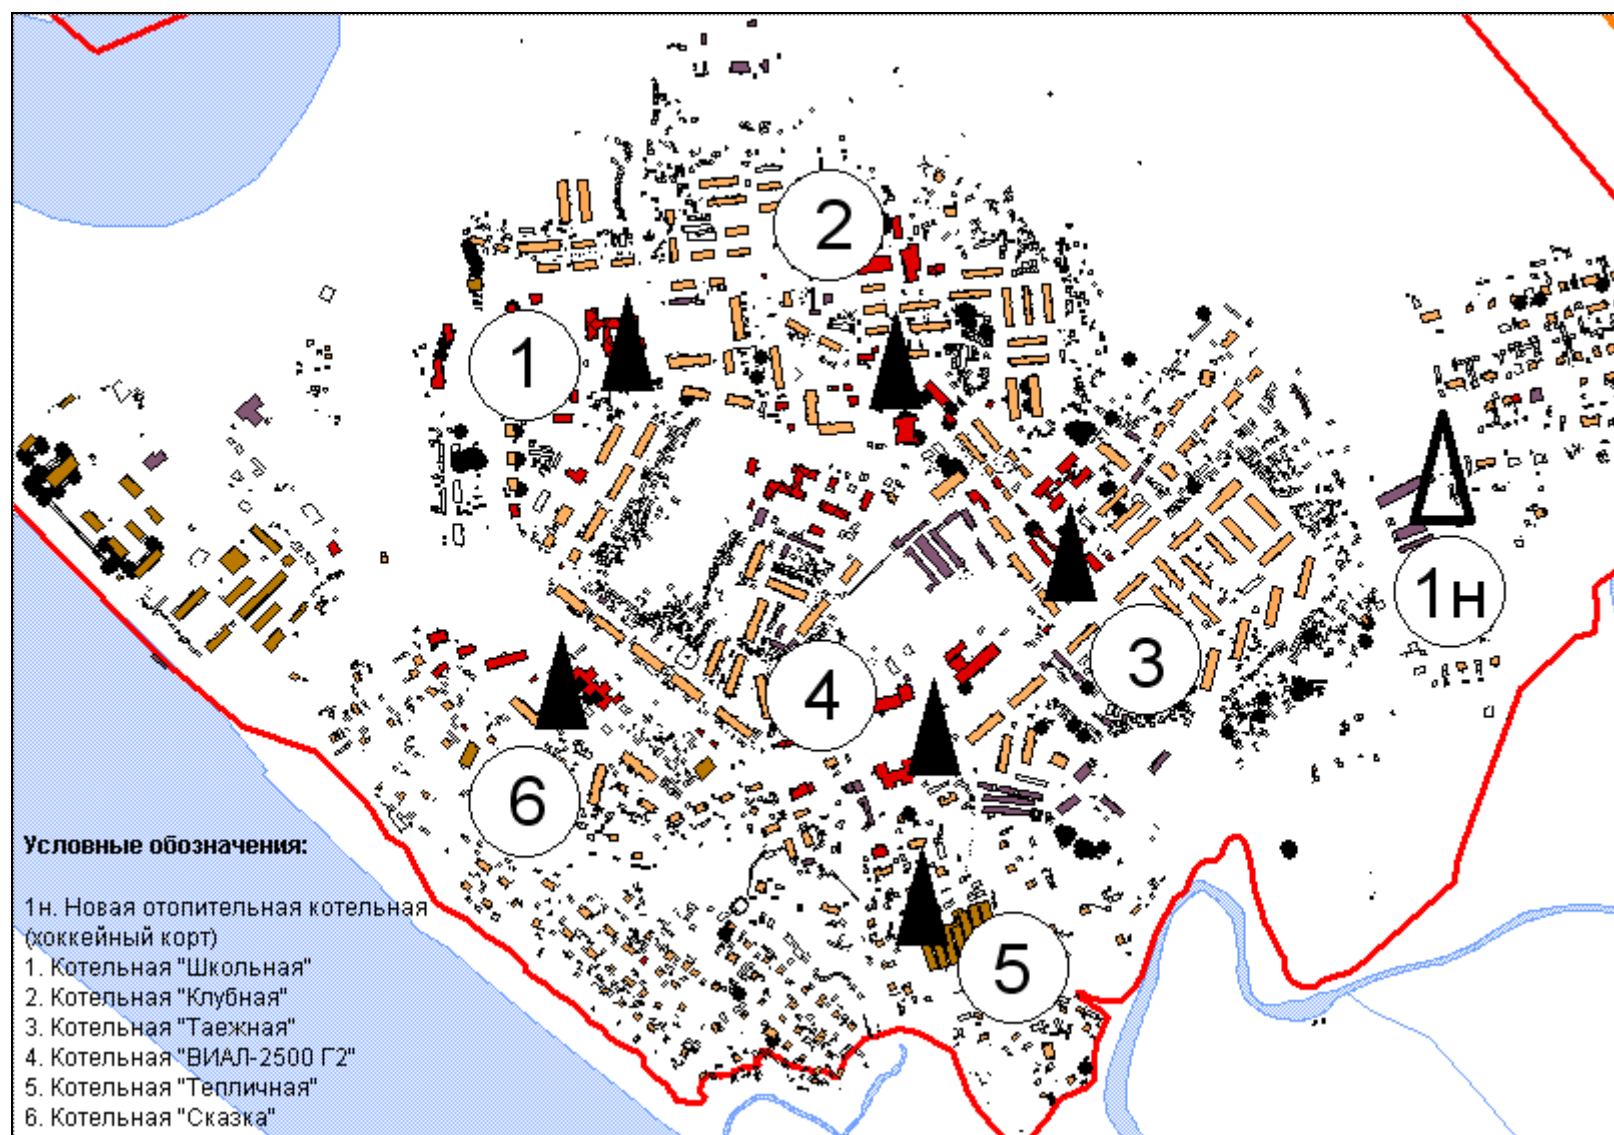 2
1
1н
3
4
6
5
Условные обозначения:
1н. Новая отопительная котельная
(хоккейный корт)
1. Котельная "Школьная"
2. Котельная "Клубная"
3. Котельная "Таежная"
4. Котельная "ВИАЛ-2500 Г2"
5. Котельная "Тепличная"
6. Котельная "Сказка"